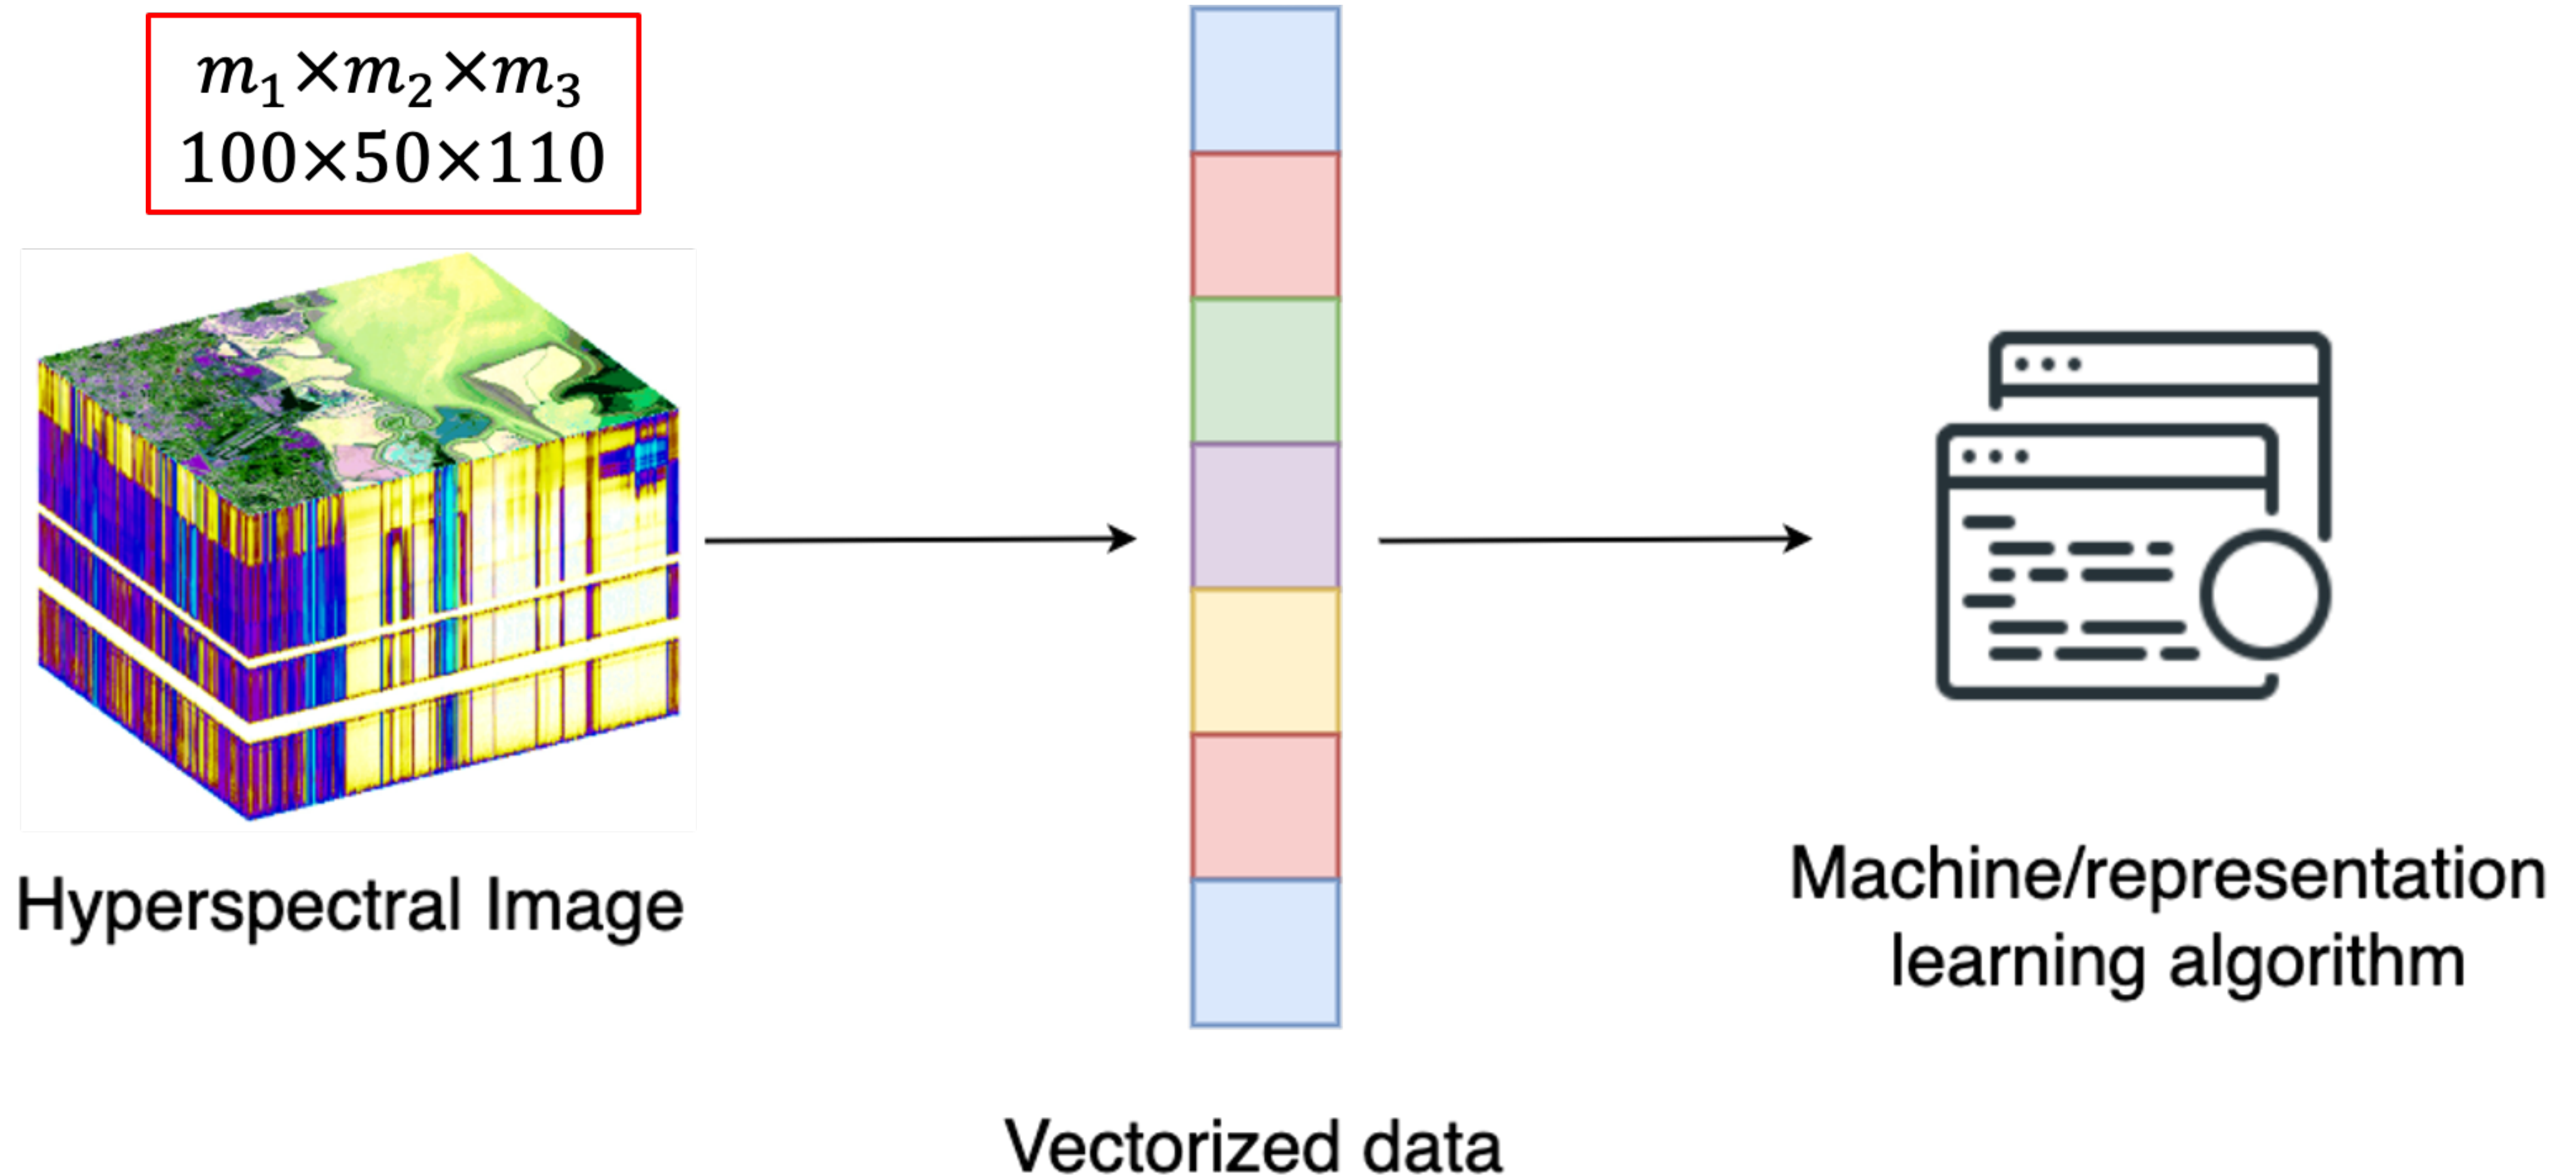 m₁×m₂×m₃
100×50×110
Hyperspectral Image
Vectorized data
Machine/representation
learning algorithm